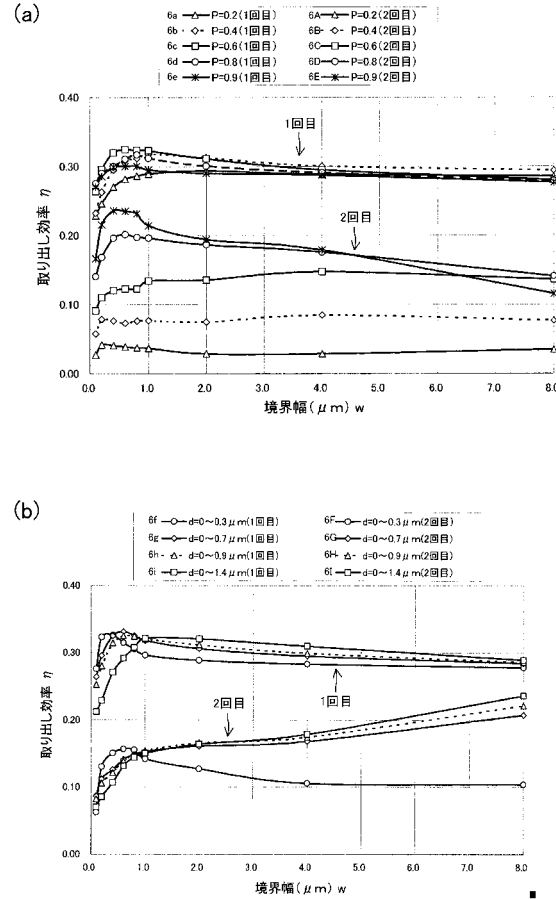 (a)
6a P=0.2(1回目) 6A P=0.2(2回目)
6b P=0.4(1回目) 6B P=0.4(2回目)
6c P=0.6(1回目) 6C P=0.6(2回目)
6d P=0.8(1回目) 6D P=0.8(2回目)
6e P=0.9(1回目) 6E P=0.9(2回目)
取り出し効率 η
0.40
0.30
0.20
0.10
0.00
1回目
2回目
0.0 1.0 2.0 3.0 4.0 5.0 6.0 7.0 8.0
境界幅(μm) w
(b)
6f d=0～0.3μm(1回目) 6F d=0～0.3μm(2回目)
6g d=0～0.7μm(1回目) 6G d=0～0.7μm(2回目)
6h d=0～0.9μm(1回目) 6H d=0～0.9μm(2回目)
6i d=0～1.4μm(1回目) 6I d=0～1.4μm(2回目)
取り出し効率 η
0.40
0.30
0.20
0.10
0.00
2回目
1回目
0.0 1.0 2.0 3.0 4.0 5.0 6.0 7.0 8.0
境界幅(μm) w